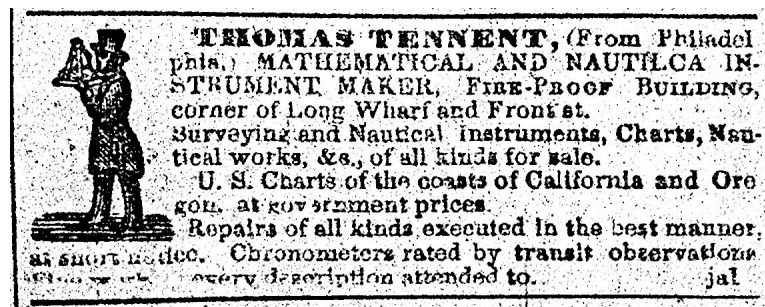 THOMAS TENNENT, (From Philadel
phia.) MATHEMATICAL AND NAUTILCA IN-
STRUMENT MAKER, FIRE-PROOF BUILDING,
corner of Long Wharf and Front st.
Surveying and Nautical Instruments, Charts, Nau-
tical works, &c., of all kinds for sale.
U. S. Charts of the coasts of California and Ore
gon, at government prices
Repairs of all kinds executed in the best manner,
at short notice. Chronometers rated by transit observations
every description attended to. ja1